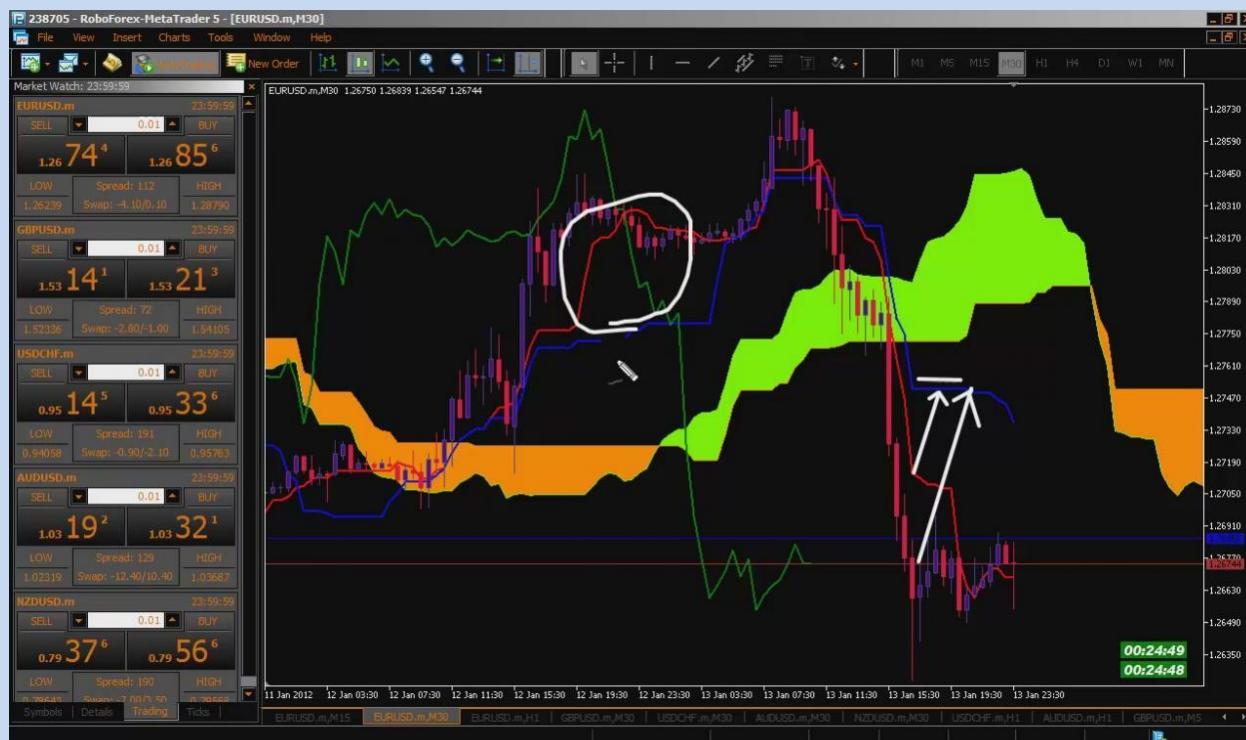 238705 - RoboForex-MetaTrader 5 - [EURUSD.m,M30]
File View Insert Charts Tools Window Help
New Order M1 M5 M15 M30 H1 H4 D1 W1 MN
Market Watch: 23:59:59
EURUSD.m 23:59:59
SELL 0.01 BUY
1.26 74 4 1.26 85 6
LOW Spread: 112 HIGH
1.26239 Swap: -4.10/0.10 1.28790
GBPUSD.m 23:59:59
SELL 0.01 BUY
1.53 14 1 1.53 21 3
LOW Spread: 72 HIGH
1.52336 Swap: -2.60/-1.00 1.54105
USDCHF.m 23:59:59
SELL 0.01 BUY
0.95 14 5 0.95 33 6
LOW Spread: 191 HIGH
0.94058 Swap: -0.90/-2.10 0.95763
AUDUSD.m 23:59:59
SELL 0.01 BUY
1.03 19 2 1.03 32 1
LOW Spread: 129 HIGH
1.02319 Swap: -12.40/10.40 1.03687
NZDUSD.m 23:59:59
SELL 0.01 BUY
0.79 37 6 0.79 56 6
LOW Spread: 190 HIGH
Symbols Details Trading Ticks
EURUSD.m,M30 1.26750 1.26839 1.26547 1.26744
1.28730
1.28590
1.28450
1.28310
1.28170
1.28030
1.27890
1.27750
1.27610
1.27470
1.27330
1.27190
1.27050
1.26910
1.26770
1.26744
1.26630
1.26490
1.26350
00:24:49
00:24:48
11 Jan 2012 12 Jan 03:30 12 Jan 07:30 12 Jan 11:30 12 Jan 15:30 12 Jan 19:30 12 Jan 23:30 13 Jan 03:30 13 Jan 07:30 13 Jan 11:30 13 Jan 15:30 13 Jan 19:30 13 Jan 23:30
EURUSD.m,M15 EURUSD.m,M30 EURUSD.m,H1 GBPUSD.m,M30 USDCHF.m,M30 AUDUSD.m,M30 NZDUSD.m,M30 USDCHF.m,H1 AUDUSD.m,H1 GBPUSD.m,M5